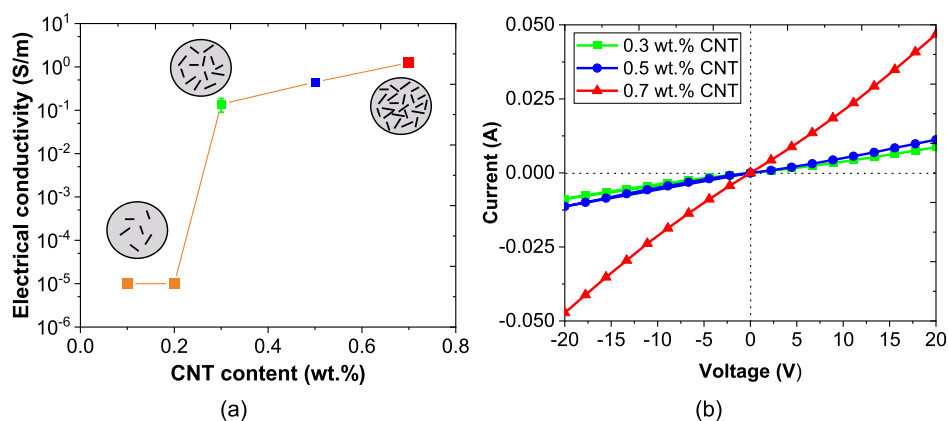 Electrical conductivity (S/m)
10^1
10^0
10^-1
10^-2
10^-3
10^-4
10^-5
10^-6
0.0 0.2 0.4 0.6 0.8
CNT content (wt.%)
(a)
Current (A)
0.050
0.025
0.000
-0.025
-0.050
0.3 wt.% CNT
0.5 wt.% CNT
0.7 wt.% CNT
-20 -15 -10 -5 0 5 10 15 20
Voltage (V)
(b)